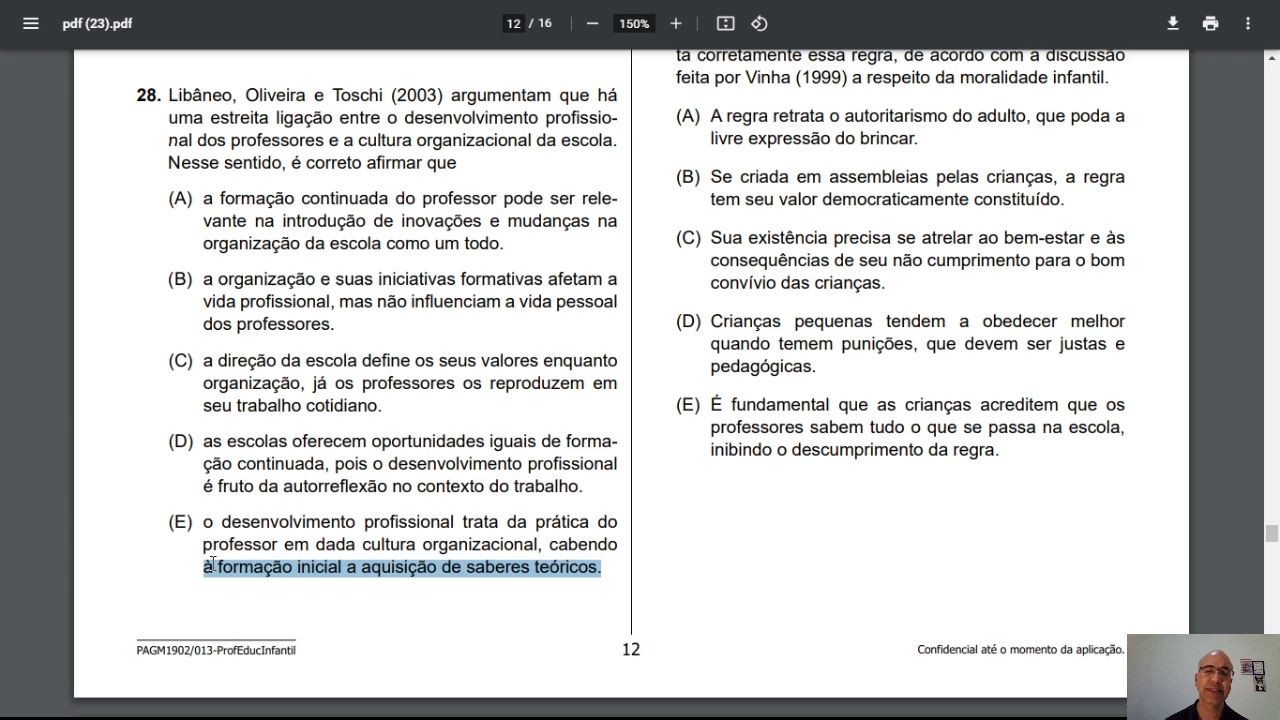 pdf (23).pdf
12 / 16
150%
28. Libâneo, Oliveira e Toschi (2003) argumentam que há
uma estreita ligação entre o desenvolvimento profissio-
nal dos professores e a cultura organizacional da escola.
Nesse sentido, é correto afirmar que
(A) a formação continuada do professor pode ser rele-
vante na introdução de inovações e mudanças na
organização da escola como um todo.
(B) a organização e suas iniciativas formativas afetam a
vida profissional, mas não influenciam a vida pessoal
dos professores.
(C) a direção da escola define os seus valores enquanto
organização, já os professores os reproduzem em
seu trabalho cotidiano.
(D) as escolas oferecem oportunidades iguais de forma-
ção continuada, pois o desenvolvimento profissional
é fruto da autorreflexão no contexto do trabalho.
(E) o desenvolvimento profissional trata da prática do
professor em dada cultura organizacional, cabendo
à formação inicial a aquisição de saberes teóricos.
ta corretamente essa regra, de acordo com a discussão
feita por Vinha (1999) a respeito da moralidade infantil.
(A) A regra retrata o autoritarismo do adulto, que poda a
livre expressão do brincar.
(B) Se criada em assembleias pelas crianças, a regra
tem seu valor democraticamente constituído.
(C) Sua existência precisa se atrelar ao bem-estar e às
consequências de seu não cumprimento para o bom
convívio das crianças.
(D) Crianças pequenas tendem a obedecer melhor
quando temem punições, que devem ser justas e
pedagógicas.
(E) É fundamental que as crianças acreditem que os
professores sabem tudo o que se passa na escola,
inibindo o descumprimento da regra.
PAGM1902/013-ProfEducInfantil
12
Confidencial até o momento da aplicação.